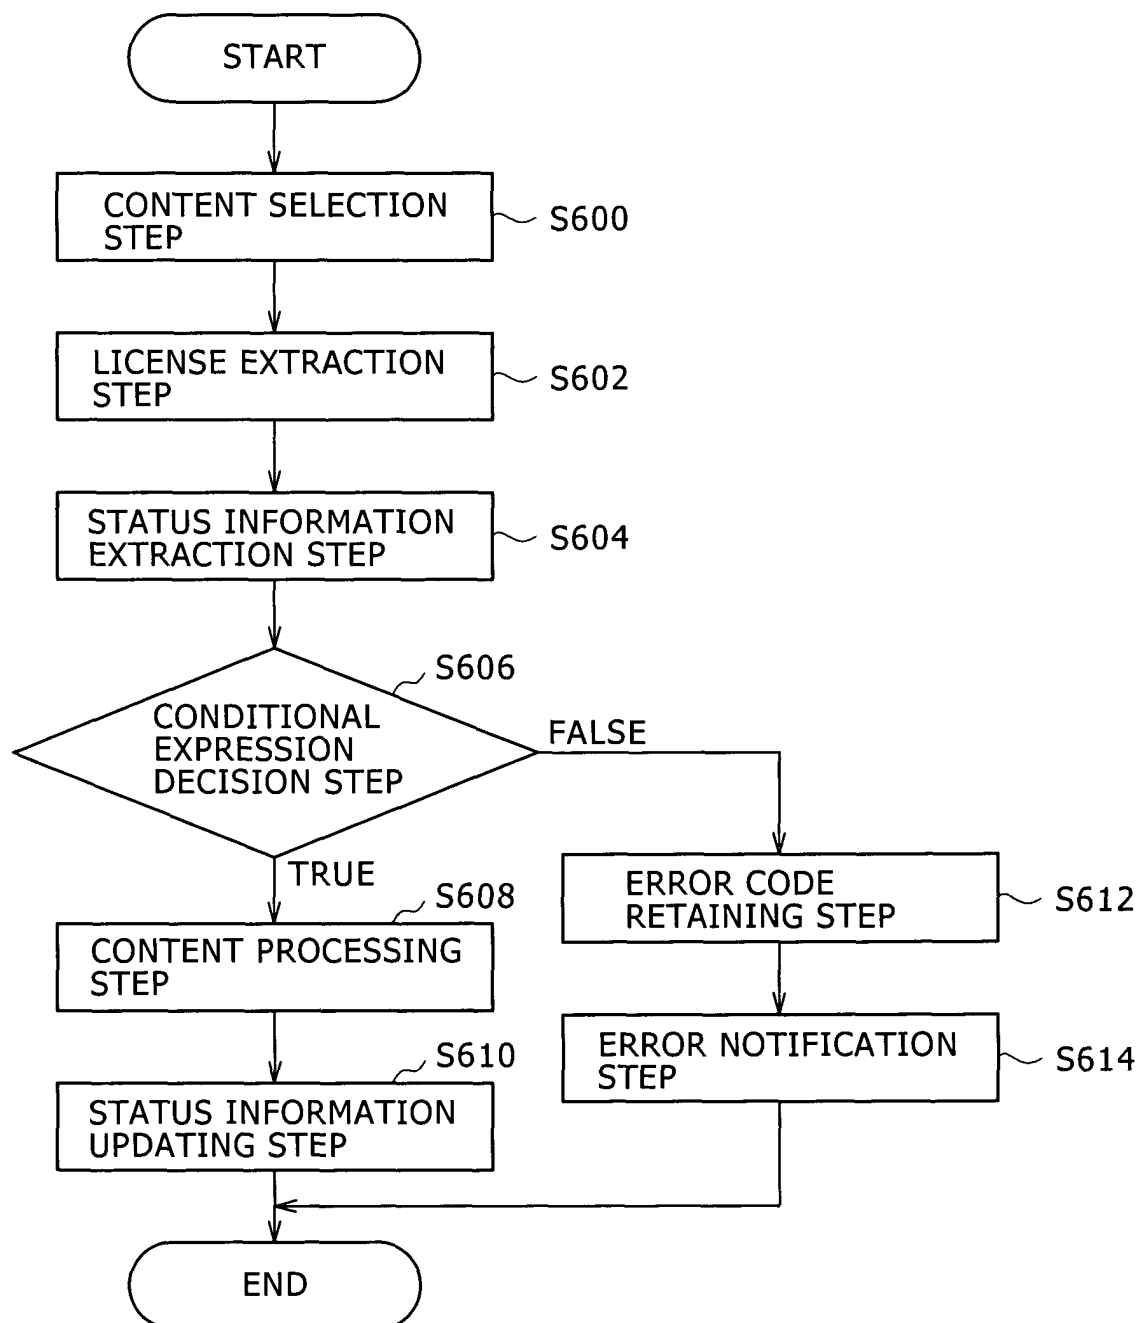 START
CONTENT SELECTION
STEP
S600
LICENSE EXTRACTION
STEP
S602
STATUS INFORMATION
EXTRACTION STEP
S604
S606
CONDITIONAL
EXPRESSION
DECISION STEP
FALSE
TRUE
ERROR CODE
RETAINING STEP
S612
S608
CONTENT PROCESSING
STEP
ERROR NOTIFICATION
STEP
S614
S610
STATUS INFORMATION
UPDATING STEP
END